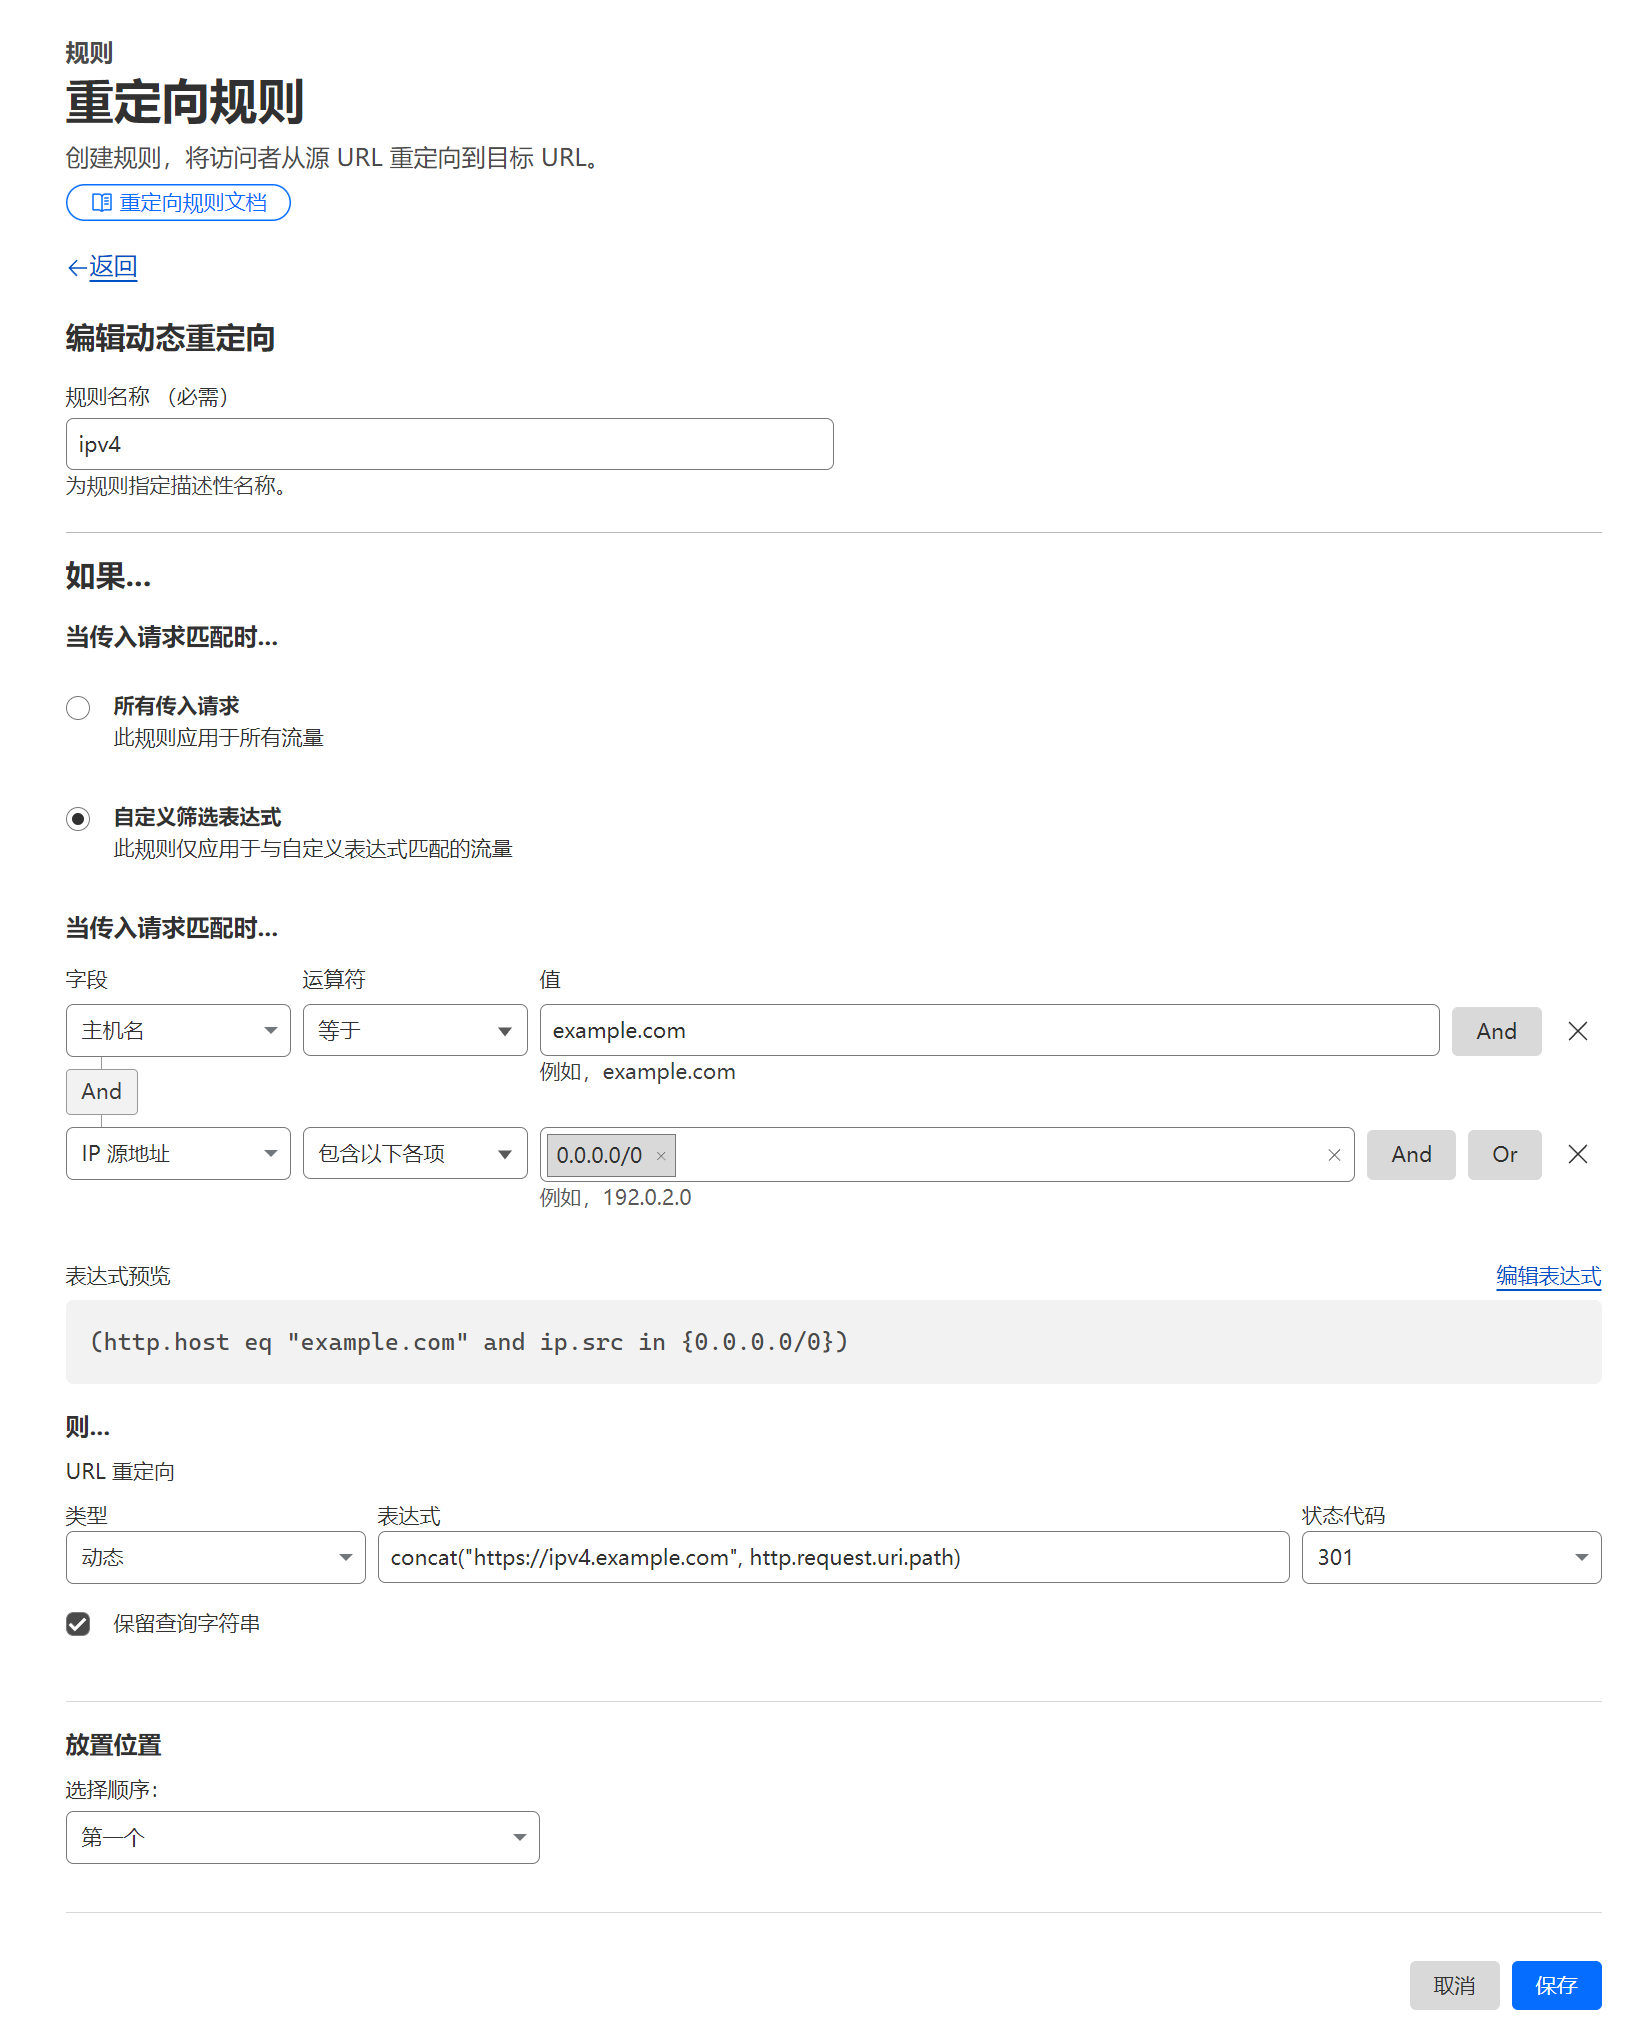 规则
重定向规则
创建规则，将访问者从源 URL 重定向到目标 URL。
重定向规则文档
返回
编辑动态重定向
规则名称 （必需）
ipv4
为规则指定描述性名称。
如果...
当传入请求匹配时...
所有传入请求
此规则应用于所有流量
自定义筛选表达式
此规则仅应用于与自定义表达式匹配的流量
当传入请求匹配时...
字段 运算符 值
主机名 等于 example.com And
例如，example.com
And
IP 源地址 包含以下各项 0.0.0.0/0 And Or
例如，192.0.2.0
表达式预览 编辑表达式
(http.host eq "example.com" and ip.src in {0.0.0.0/0})
则...
URL 重定向
类型 表达式 状态代码
动态 concat("https://ipv4.example.com", http.request.uri.path) 301
保留查询字符串
放置位置
选择顺序：
第一个
取消 保存